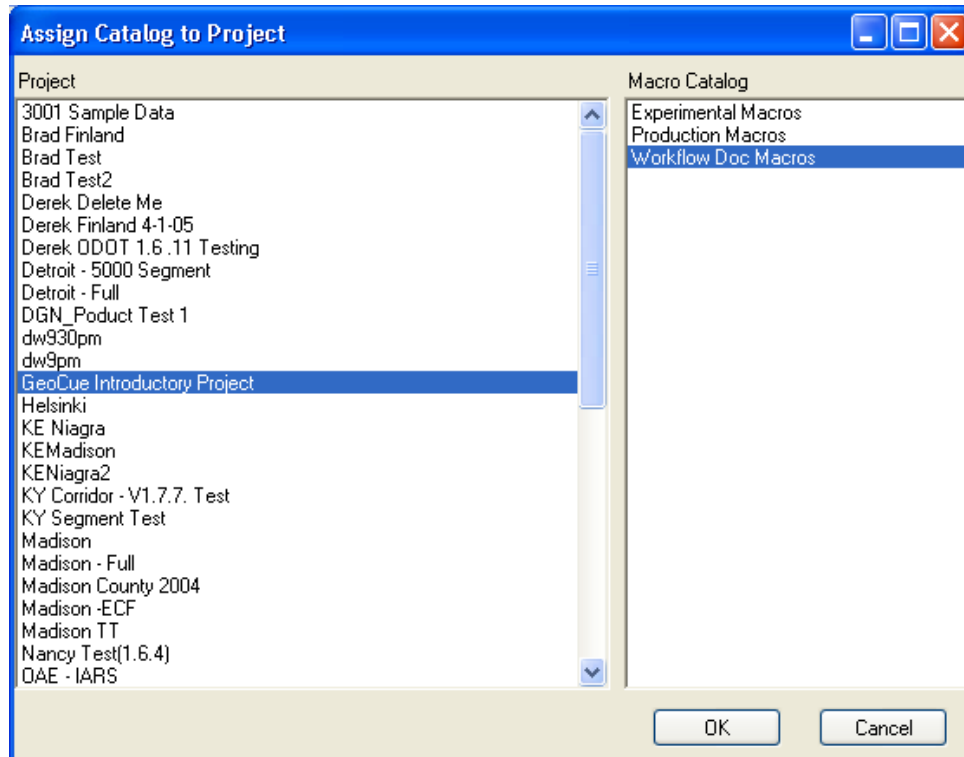 Assign Catalog to Project
Project
3001 Sample Data
Brad Finland
Brad Test
Brad Test2
Derek Delete Me
Derek Finland 4-1-05
Derek ODOT 1.6 .11 Testing
Detroit - 5000 Segment
Detroit - Full
DGN_Poduct Test 1
dw930pm
dw9pm
GeoCue Introductory Project
Helsinki
KE Niagra
KEMadison
KENiagra2
KY Corridor - V1.7.7. Test
KY Segment Test
Madison
Madison - Full
Madison County 2004
Madison -ECF
Madison TT
Nancy Test(1.6.4)
OAE - IARS
Macro Catalog
Experimental Macros
Production Macros
Workflow Doc Macros
OK
Cancel